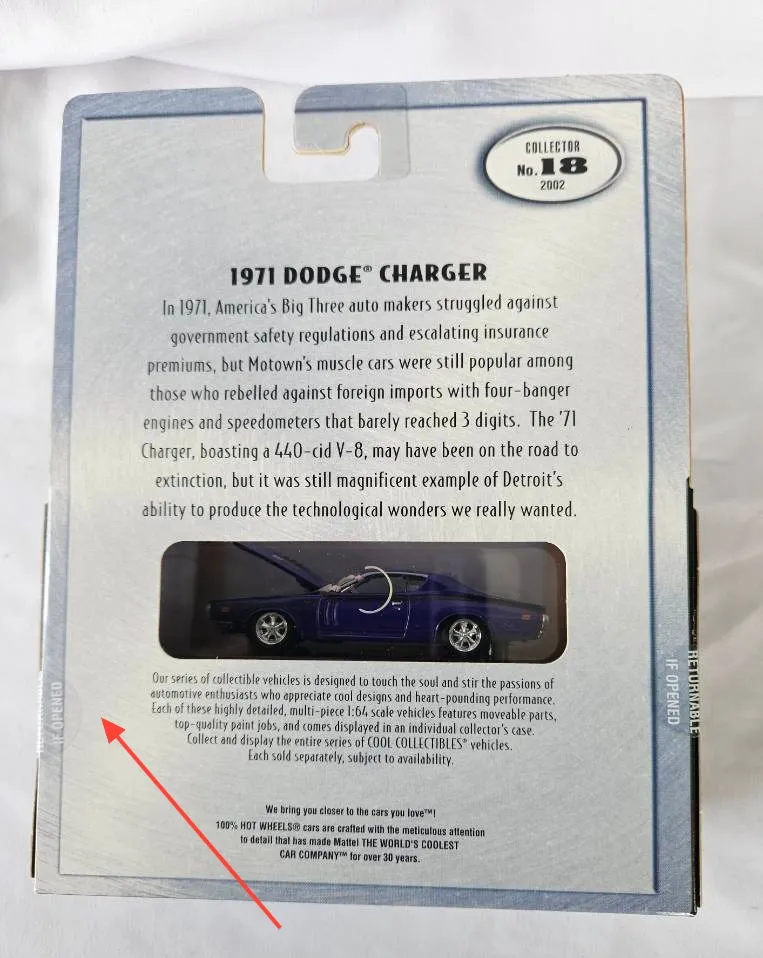 COLLECTOR
No. 18
2002
1971 DODGE® CHARGER
In 1971, America's Big Three auto makers struggled against
government safety regulations and escalating insurance
premiums, but Motown's muscle cars were still popular among
those who rebelled against foreign imports with four-banger
engines and speedometers that barely reached 3 digits. The '71
Charger, boasting a 440-cid V-8, may have been on the road to
extinction, but it was still magnificent example of Detroit's
ability to produce the technological wonders we really wanted.
Our series of collectible vehicles is designed to touch the soul and stir the passions of
automotive enthusiasts who appreciate cool designs and heart-pounding performance.
Each of these highly detailed, multi-piece 1:64 scale vehicles features moveable parts,
top-quality paint jobs, and comes displayed in an individual collector's case.
Collect and display the entire series of COOL COLLECTIBLES® vehicles.
Each sold separately, subject to availability.
IF OPENED
RETURNABLE
IF OPENED
We bring you closer to the cars you love™!
100% HOT WHEELS® cars are crafted with the meticulous attention
to detail that has made Mattel THE WORLD'S COOLEST
CAR COMPANY™ for over 30 years.